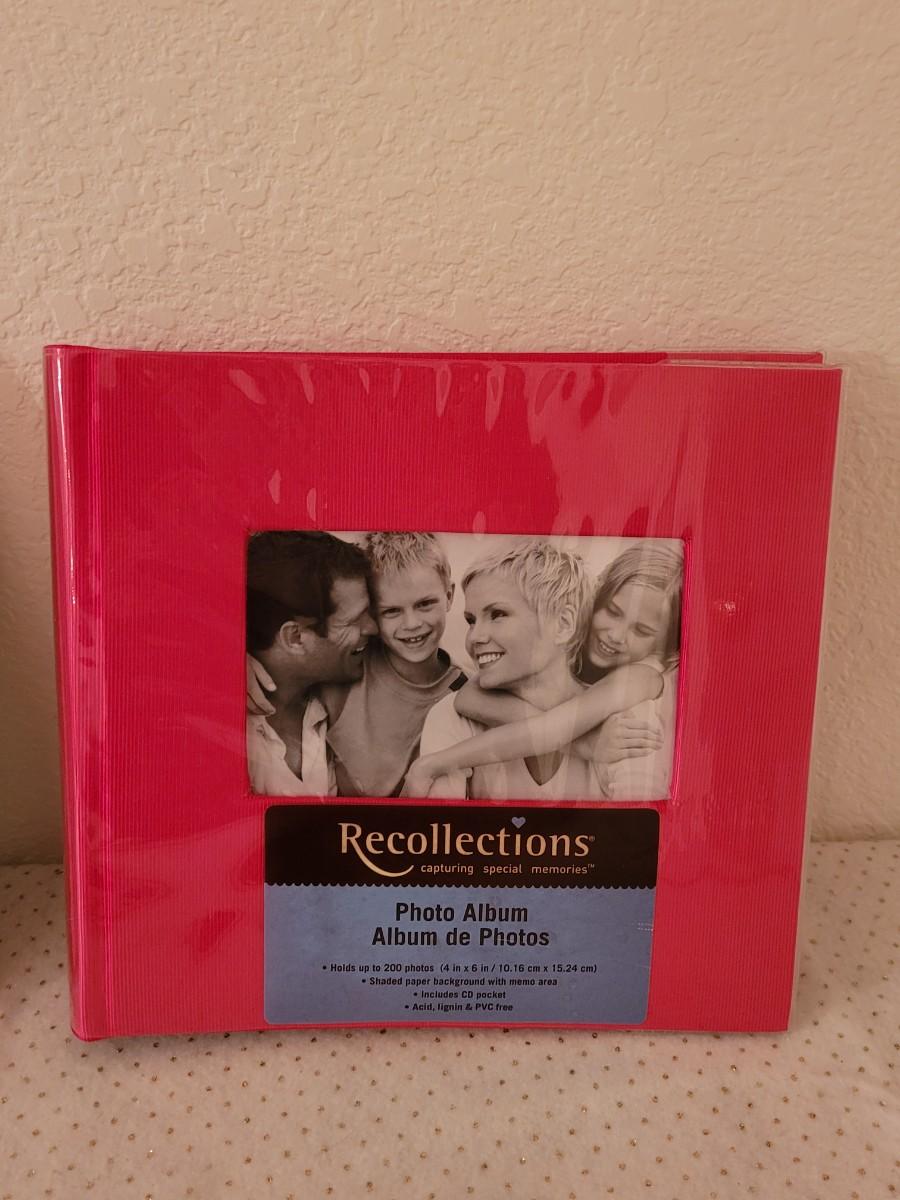 Recollections®
capturing special memories™
Photo Album
Album de Photos
• Holds up to 200 photos (4 in x 6 in / 10.16 cm x 15.24 cm)
• Shaded paper background with memo area
• Includes CD pocket
• Acid, lignin & PVC free